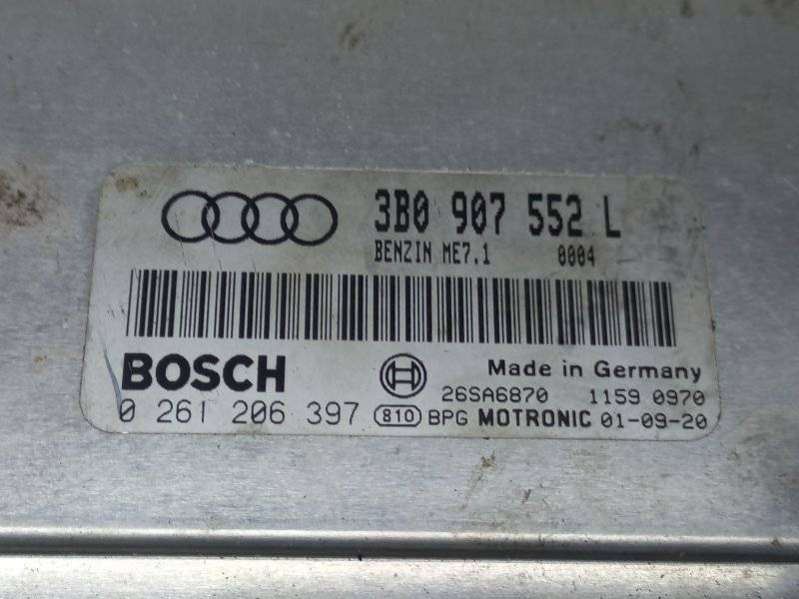 3B0 907 552 L
BENZIN ME7.1 0004
BOSCH Made in Germany
26SA6870 1159 0970
0 261 206 397 810 BPG MOTRONIC 01-09-20